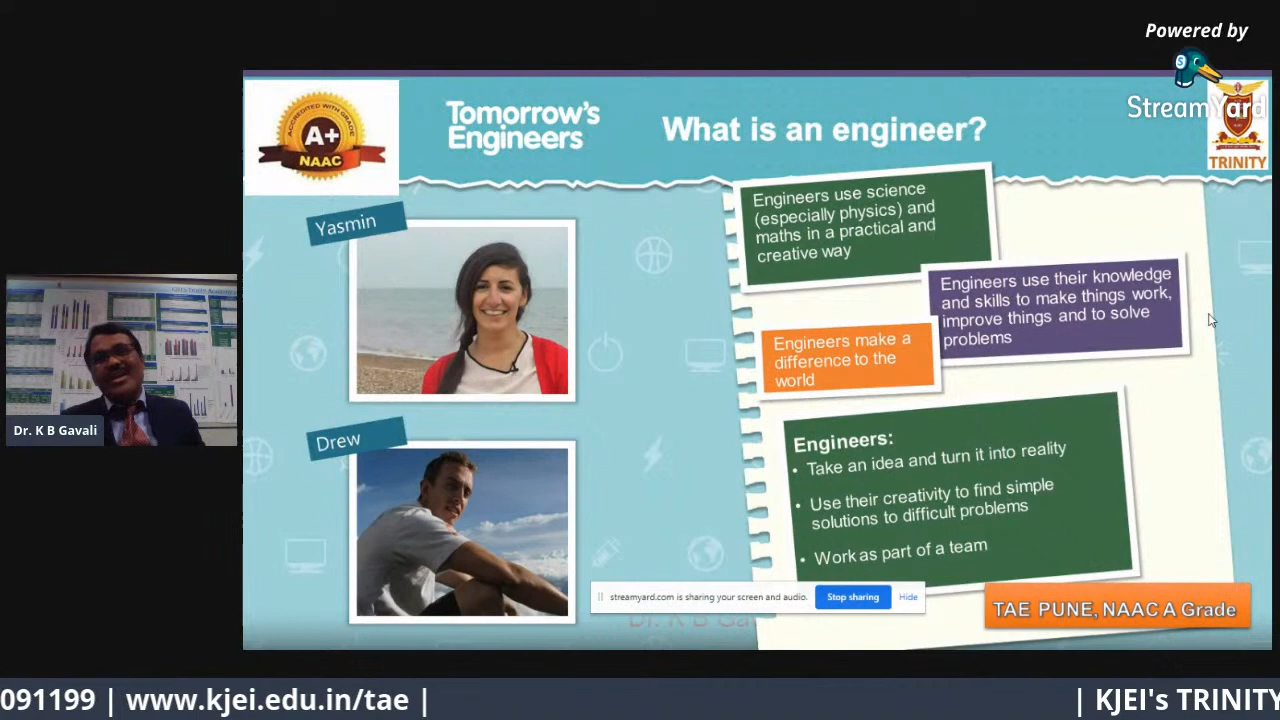 Powered by
StreamYard
ACCREDITED WITH GRADE
A+
NAAC
Tomorrow's
Engineers
What is an engineer?
TRINITY
Yasmin
Engineers use science
(especially physics) and
maths in a practical and
creative way
Engineers use their knowledge
and skills to make things work,
improve things and to solve
problems
Engineers make a
difference to the
world
Dr. K B Gavali
Drew
Engineers:
• Take an idea and turn it into reality
• Use their creativity to find simple
solutions to difficult problems
• Work as part of a team
streamyard.com is sharing your screen and audio.
Stop sharing
Hide
TAE PUNE, NAAC A Grade
Dr. K B Ga
091199 | www.kjei.edu.in/tae |
| KJEI's TRINITY